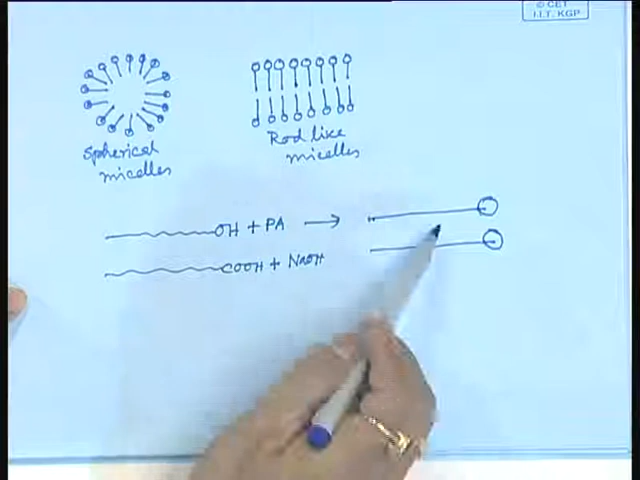 © CET
I.I.T. KGP
Spherical
micelles
Rod like
micelles
OH + PA →
COOH + NaOH